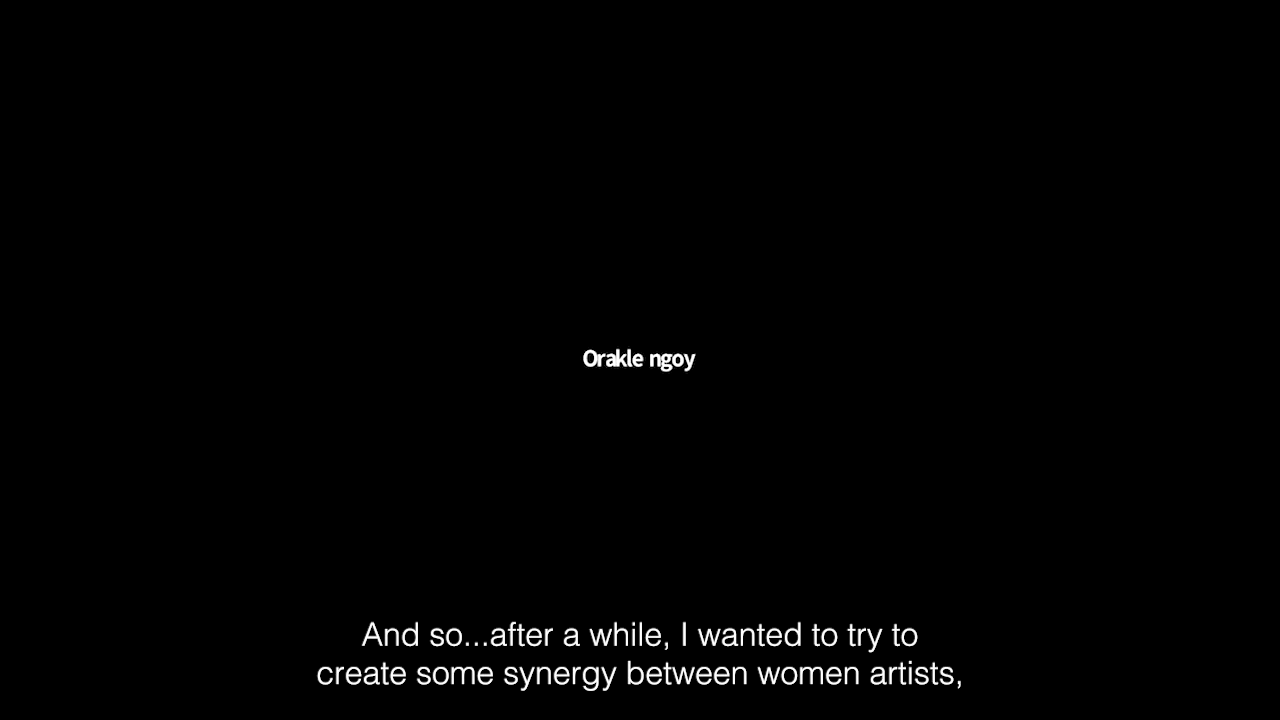 Orakle ngoy
And so...after a while, I wanted to try to
create some synergy between women artists,